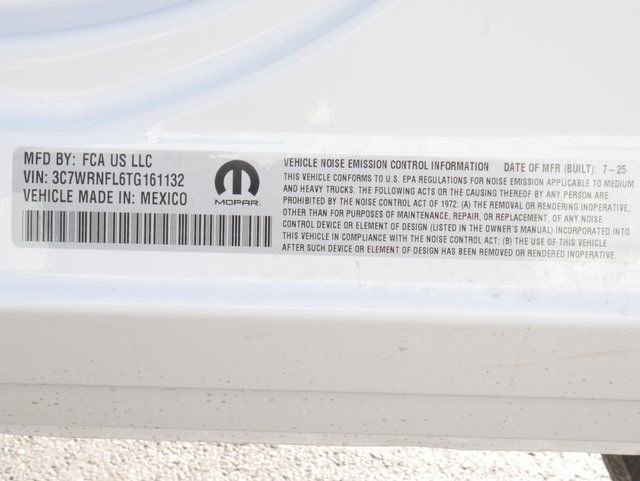 MFD BY: FCA US LLC
VIN: 3C7WRNFL6TG161132
VEHICLE MADE IN: MEXICO
MOPAR
VEHICLE NOISE EMISSION CONTROL INFORMATION DATE OF MFR (BUILT): 7-25
THIS VEHICLE CONFORMS TO U.S. EPA REGULATIONS FOR NOISE EMISSION APPLICABLE TO MEDIUM
AND HEAVY TRUCKS. THE FOLLOWING ACTS OR THE CAUSING THEREOF BY ANY PERSON ARE
PROHIBITED BY THE NOISE CONTROL ACT OF 1972: (A) THE REMOVAL OR RENDERING INOPERATIVE,
OTHER THAN FOR PURPOSES OF MAINTENANCE, REPAIR, OR REPLACEMENT, OF ANY NOISE
CONTROL DEVICE OR ELEMENT OF DESIGN (LISTED IN THE OWNER'S MANUAL) INCORPORATED INTO
THIS VEHICLE IN COMPLIANCE WITH THE NOISE CONTROL ACT; (B) THE USE OF THIS VEHICLE
AFTER SUCH DEVICE OR ELEMENT OF DESIGN HAS BEEN REMOVED OR RENDERED INOPERATIVE.